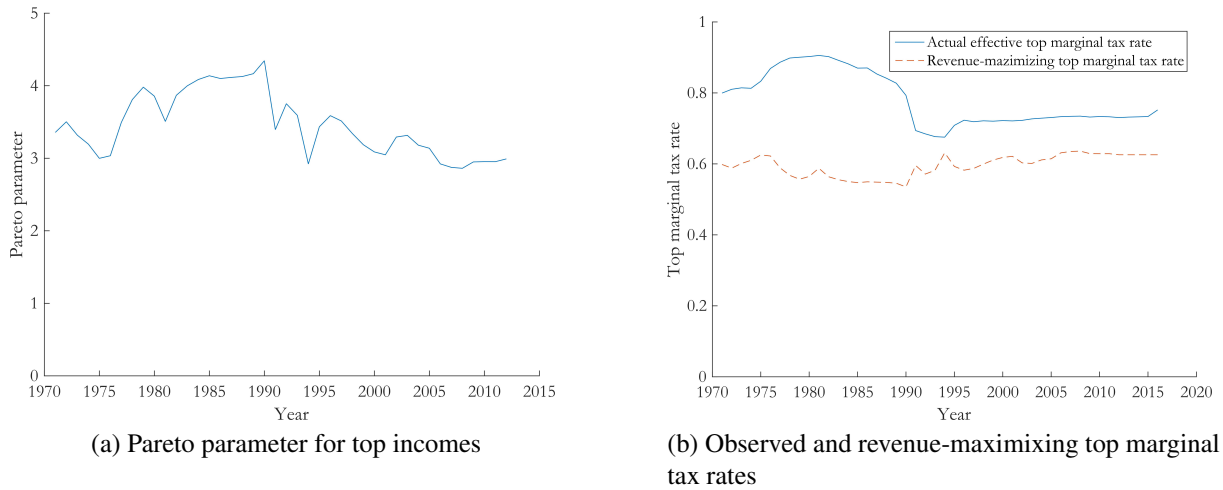 5
4
3
2
1
0
Pareto parameter
1970 1975 1980 1985 1990 1995 2000 2005 2010 2015
Year
(a) Pareto parameter for top incomes
1
0.8
0.6
0.4
0.2
0
Top marginal tax rate
Actual effective top marginal tax rate
Revenue-mazimizing top marginal tax rate
1970 1975 1980 1985 1990 1995 2000 2005 2010 2015 2020
Year
(b) Observed and revenue-maximixing top marginal
tax rates